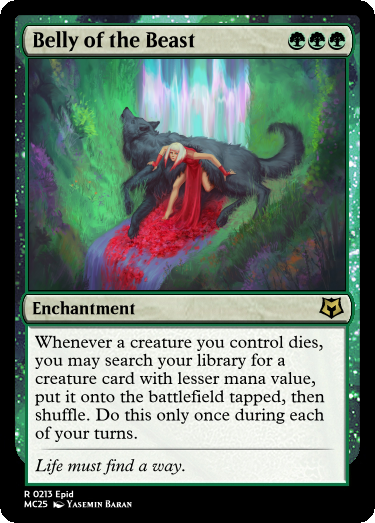 Belly of the Beast
Enchantment
Whenever a creature you control dies,
you may search your library for a
creature card with lesser mana value,
put it onto the battlefield tapped, then
shuffle. Do this only once during each
of your turns.
Life must find a way.
R 0213 Epid
MC25 Yasemin Baran